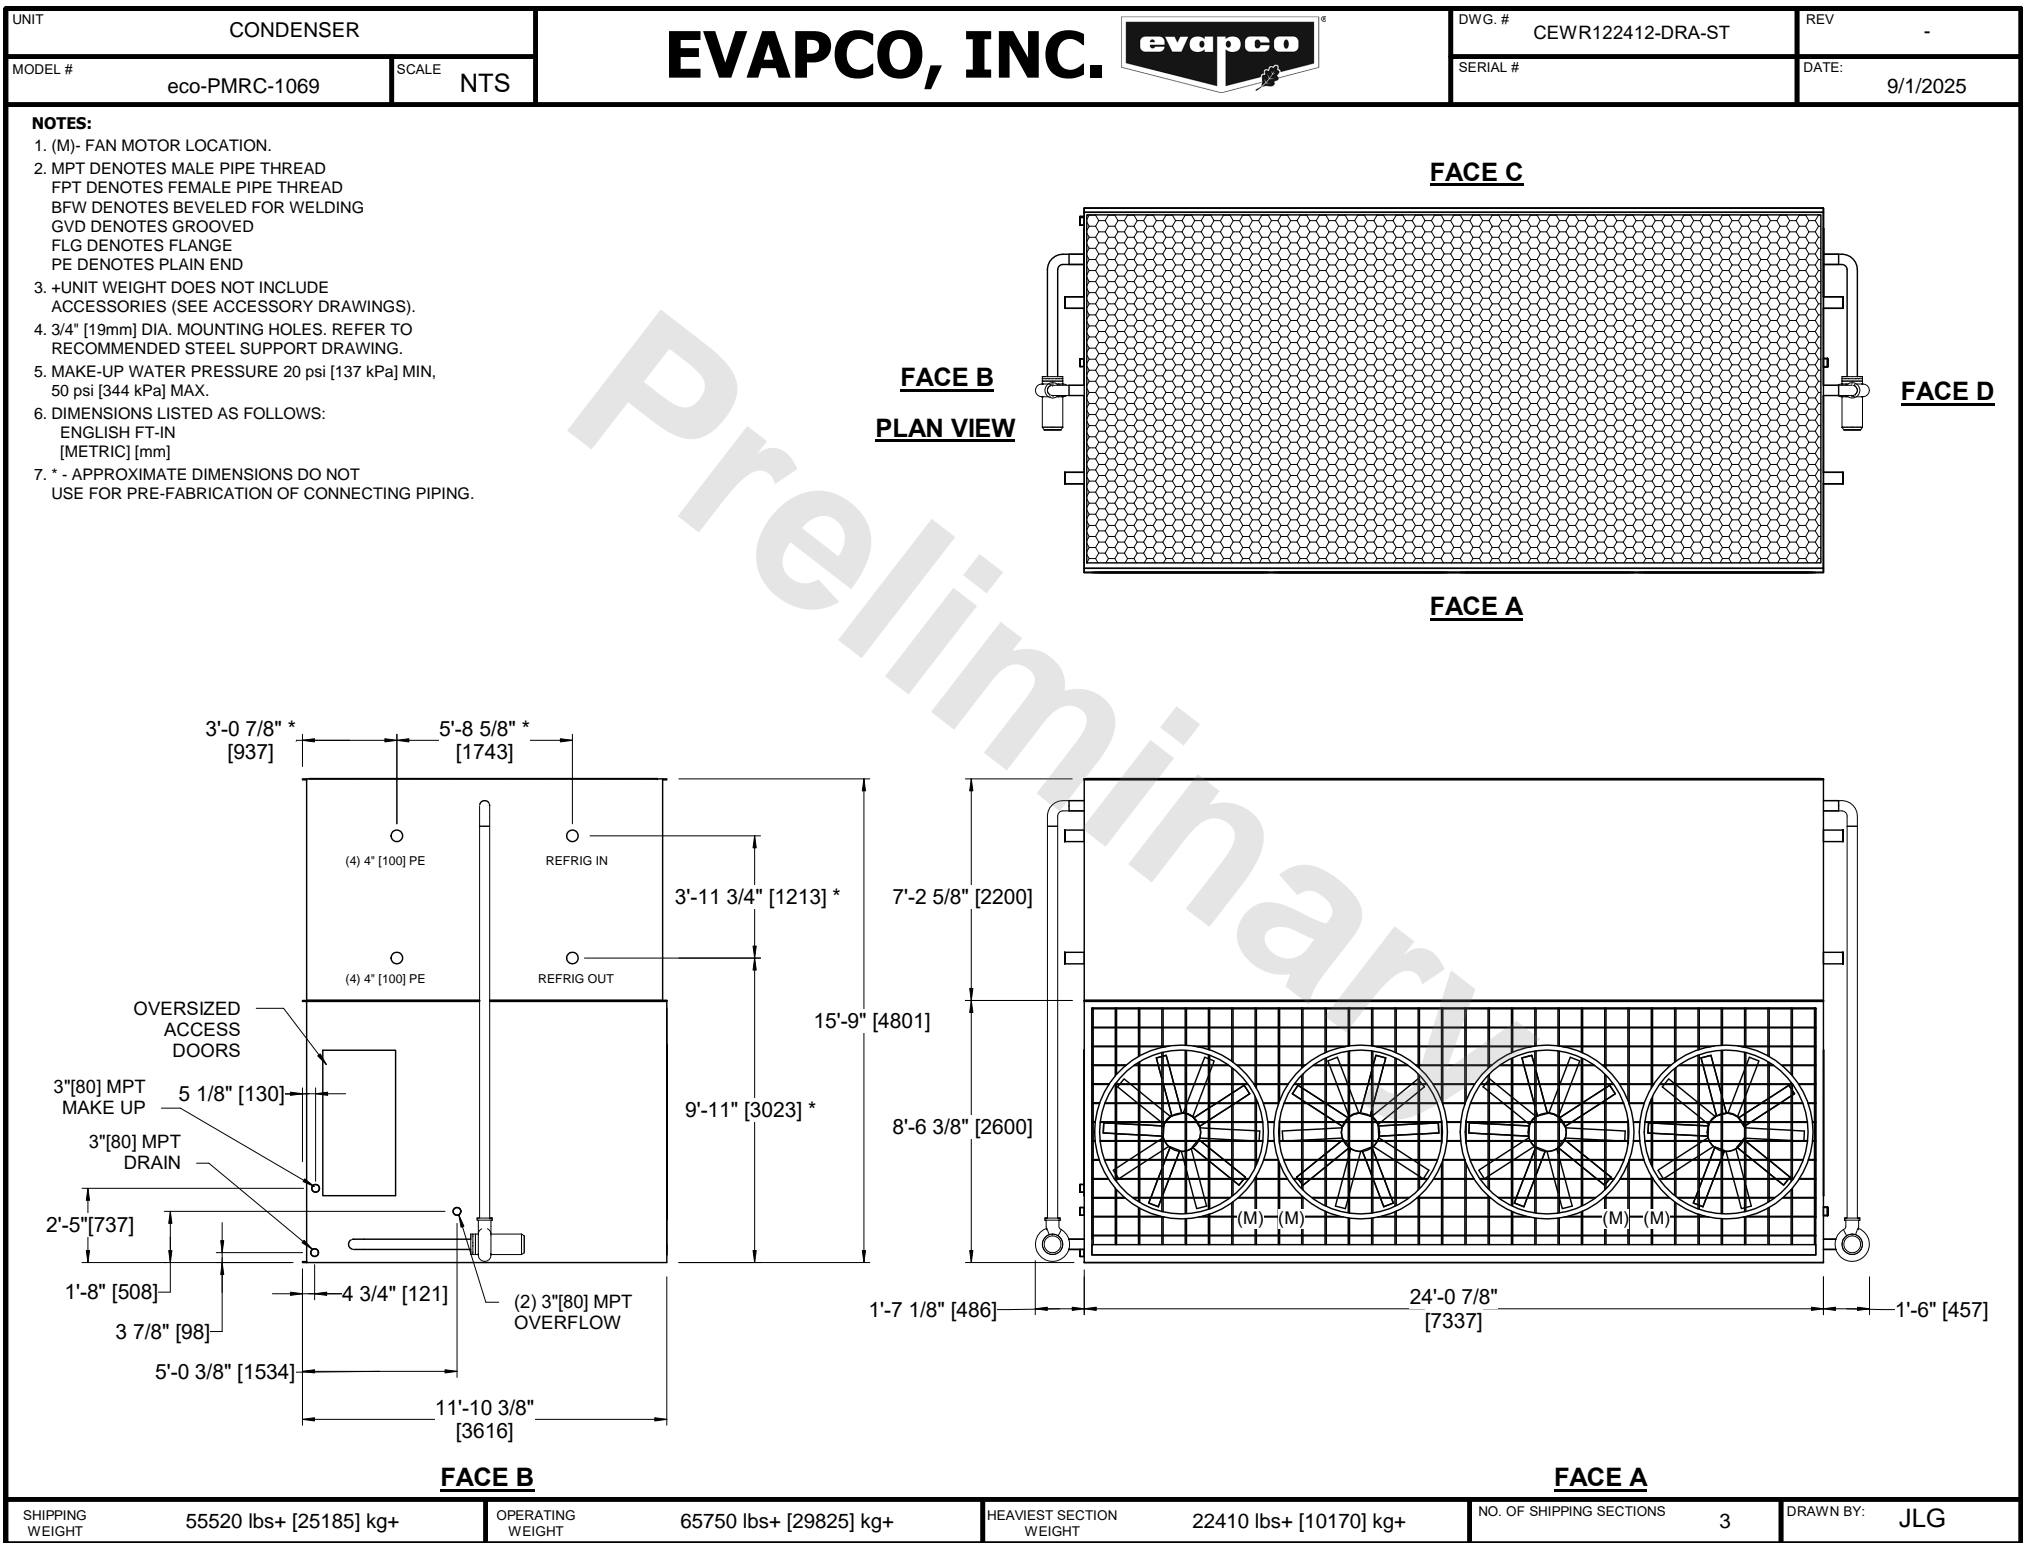 UNIT
CONDENSER
MODEL #
eco-PMRC-1069
SCALE
NTS
EVAPCO, INC.
evapco
®
DWG. #
CEWR122412-DRA-ST
REV
-
SERIAL #
DATE:
9/1/2025
NOTES:
1. (M)- FAN MOTOR LOCATION.
2. MPT DENOTES MALE PIPE THREAD
FPT DENOTES FEMALE PIPE THREAD
BFW DENOTES BEVELED FOR WELDING
GVD DENOTES GROOVED
FLG DENOTES FLANGE
PE DENOTES PLAIN END
3. +UNIT WEIGHT DOES NOT INCLUDE
ACCESSORIES (SEE ACCESSORY DRAWINGS).
4. 3/4" [19mm] DIA. MOUNTING HOLES. REFER TO
RECOMMENDED STEEL SUPPORT DRAWING.
5. MAKE-UP WATER PRESSURE 20 psi [137 kPa] MIN,
50 psi [344 kPa] MAX.
6. DIMENSIONS LISTED AS FOLLOWS:
ENGLISH FT-IN
[METRIC] [mm]
7. * - APPROXIMATE DIMENSIONS DO NOT
USE FOR PRE-FABRICATION OF CONNECTING PIPING.
FACE C
FACE B
PLAN VIEW
FACE D
FACE A
Preliminary
3'-0 7/8" *
[937]
5'-8 5/8" *
[1743]
(4) 4" [100] PE
REFRIG IN
3'-11 3/4" [1213] *
(4) 4" [100] PE
REFRIG OUT
OVERSIZED
ACCESS
DOORS
15'-9" [4801]
3"[80] MPT
MAKE UP
5 1/8" [130]
9'-11" [3023] *
3"[80] MPT
DRAIN
2'-5"[737]
1'-8" [508]
4 3/4" [121]
(2) 3"[80] MPT
OVERFLOW
3 7/8" [98]
5'-0 3/8" [1534]
11'-10 3/8"
[3616]
FACE B
7'-2 5/8" [2200]
8'-6 3/8" [2600]
(M) (M) (M) (M)
1'-7 1/8" [486]
24'-0 7/8"
[7337]
1'-6" [457]
FACE A
SHIPPING
WEIGHT
55520 lbs+ [25185] kg+
OPERATING
WEIGHT
65750 lbs+ [29825] kg+
HEAVIEST SECTION
WEIGHT
22410 lbs+ [10170] kg+
NO. OF SHIPPING SECTIONS
3
DRAWN BY:
JLG